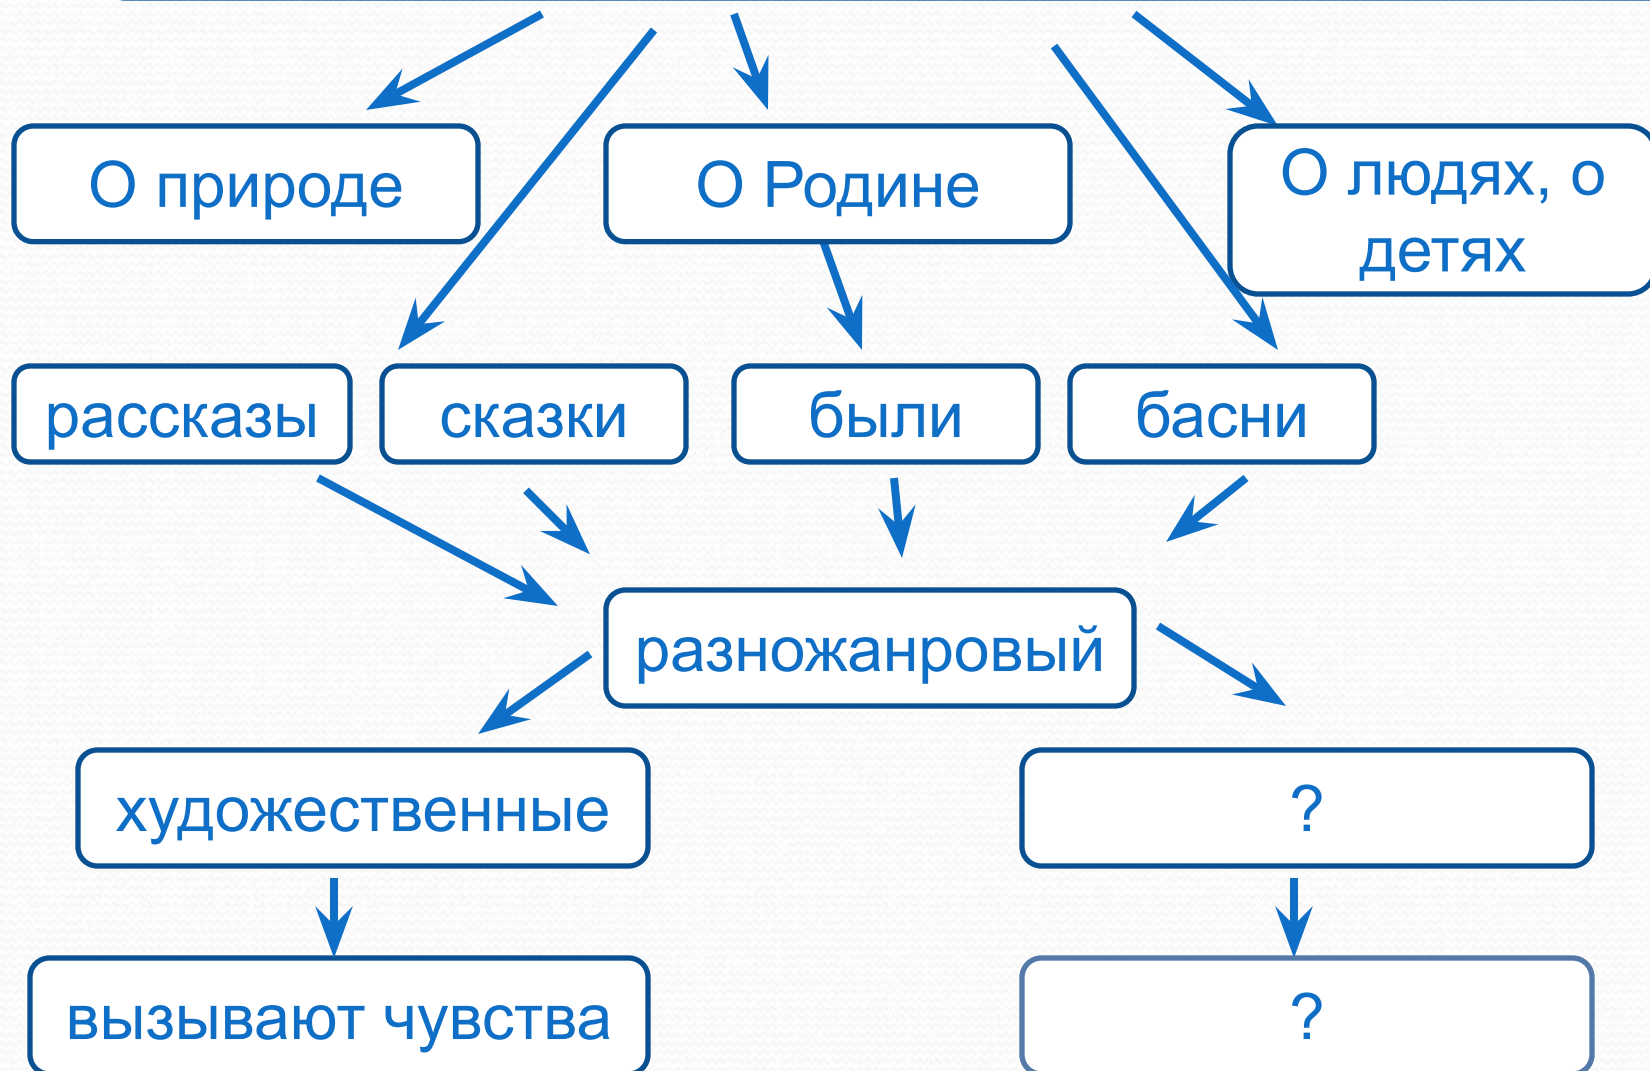 О природе
О Родине
О людях, о
детях
рассказы
сказки
были
басни
разножанровый
художественные
?
вызывают чувства
?